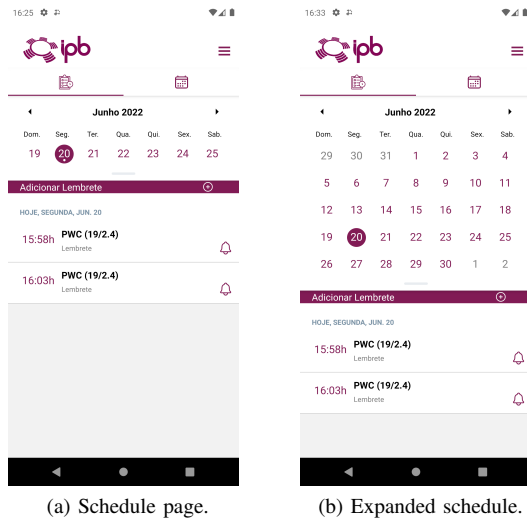 16:25
ipb
Junho 2022
Dom. Seg. Ter. Qua. Qui. Sex. Sab.
19 20 21 22 23 24 25
Adicionar Lembrete
HOJE, SEGUNDA, JUN. 20
15:58h PWC (19/2.4)
Lembrete
16:03h PWC (19/2.4)
Lembrete
(a) Schedule page.
16:33
ipb
Junho 2022
Dom. Seg. Ter. Qua. Qui. Sex. Sab.
29 30 31 1 2 3 4
5 6 7 8 9 10 11
12 13 14 15 16 17 18
19 20 21 22 23 24 25
26 27 28 29 30 1 2
Adicionar Lembrete
HOJE, SEGUNDA, JUN. 20
15:58h PWC (19/2.4)
Lembrete
16:03h PWC (19/2.4)
Lembrete
(b) Expanded schedule.